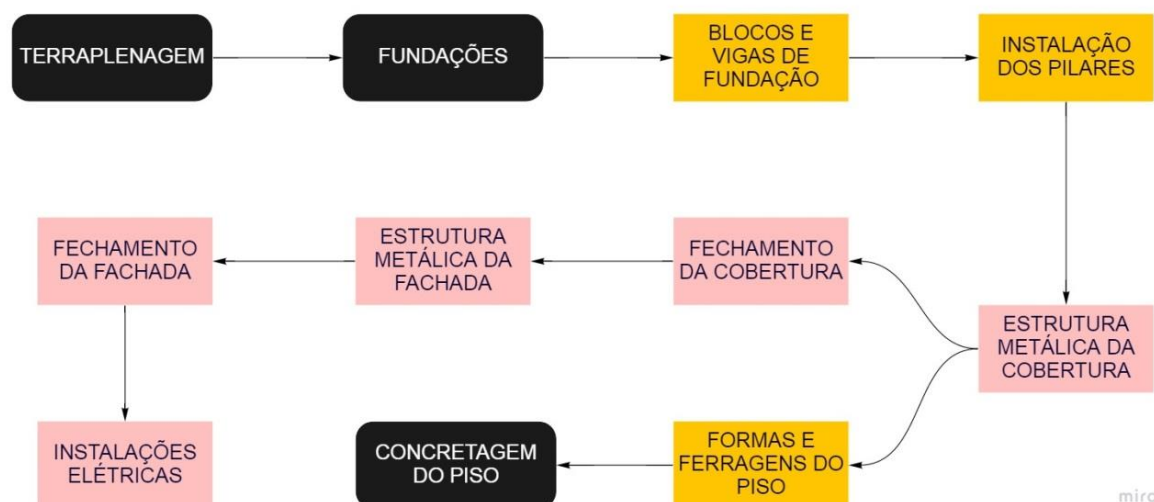 TERRAPLENAGEM
FUNDAÇÕES
BLOCOS E
VIGAS DE
FUNDAÇÃO
INSTALAÇÃO
DOS PILARES
FECHAMENTO
DA FACHADA
ESTRUTURA
METÁLICA DA
FACHADA
FECHAMENTO
DA COBERTURA
ESTRUTURA
METÁLICA DA
COBERTURA
INSTALAÇÕES
ELÉTRICAS
CONCRETAGEM
DO PISO
FORMAS E
FERRAGENS DO
PISO
miro